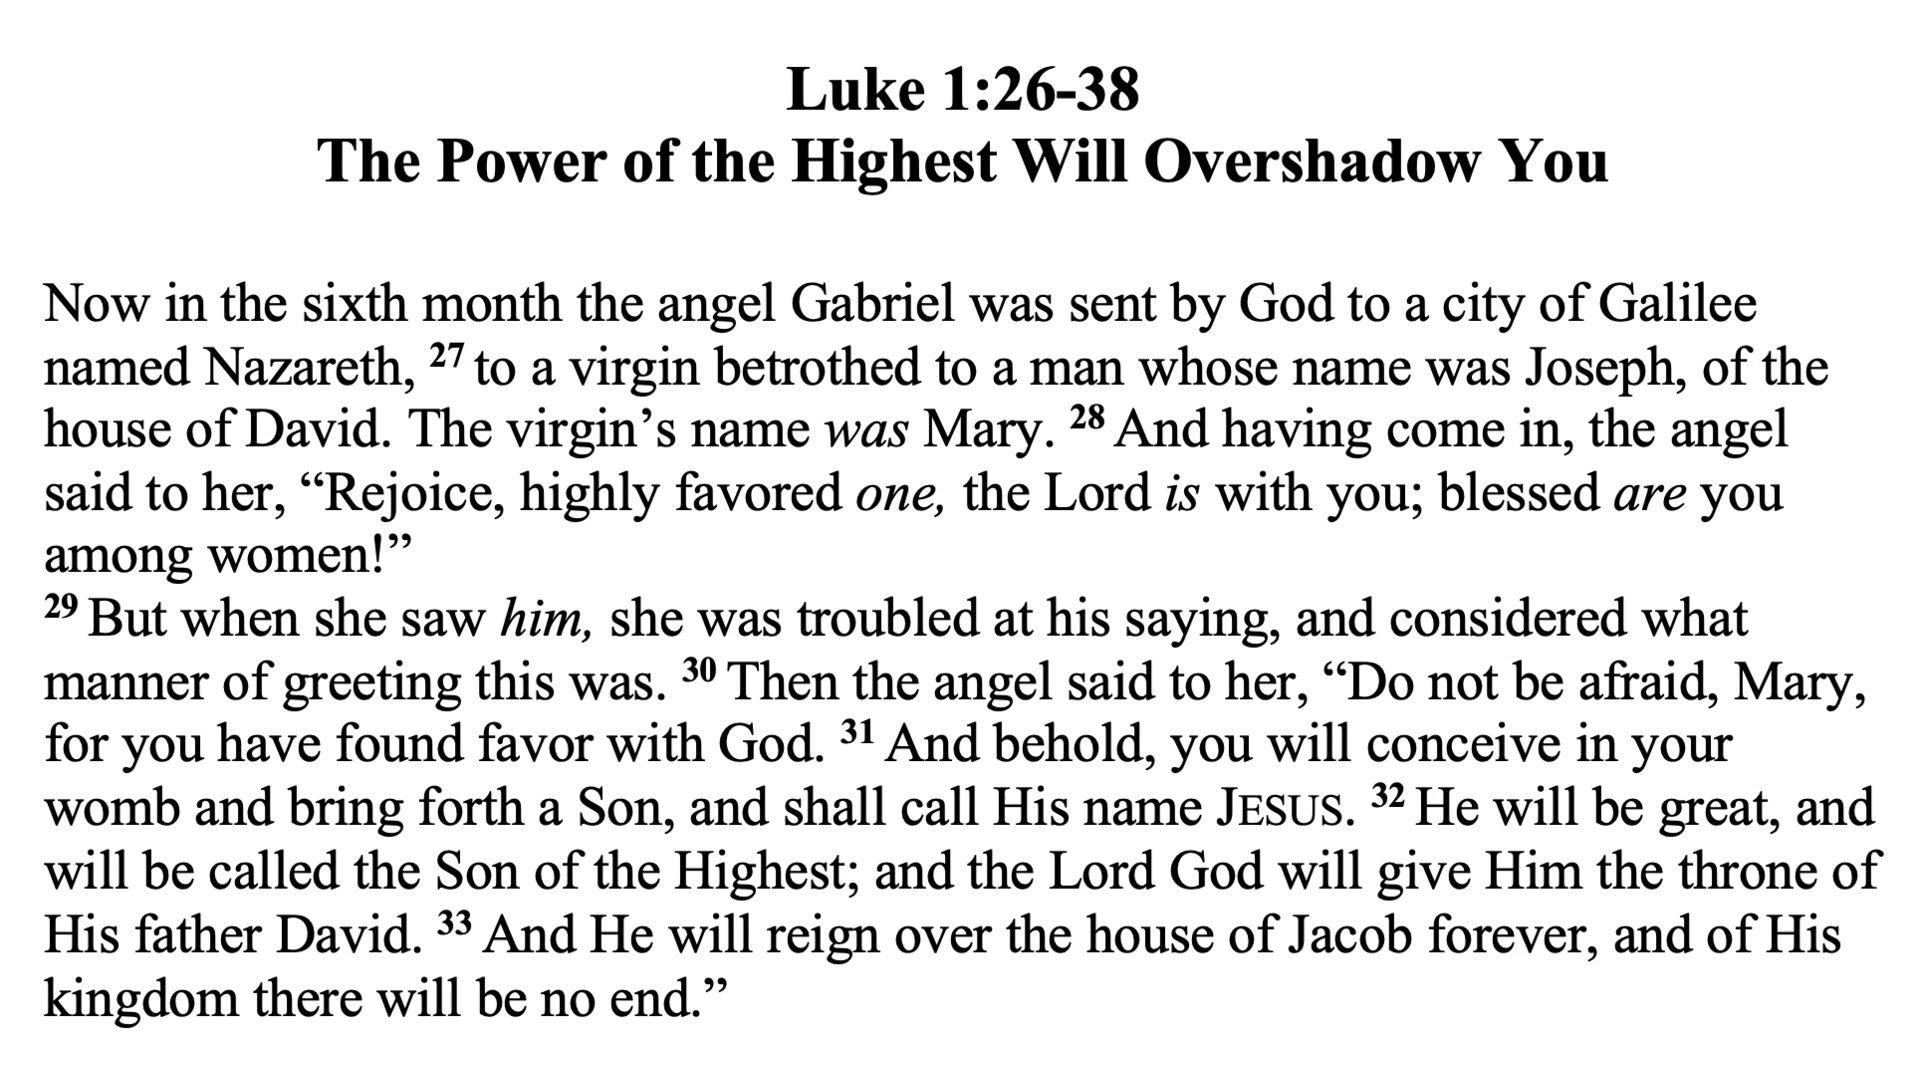 Luke 1:26-38
The Power of the Highest Will Overshadow You
Now in the sixth month the angel Gabriel was sent by God to a city of Galilee
named Nazareth, 27 to a virgin betrothed to a man whose name was Joseph, of the
house of David. The virgin’s name was Mary. 28 And having come in, the angel
said to her, “Rejoice, highly favored one, the Lord is with you; blessed are you
among women!”
29 But when she saw him, she was troubled at his saying, and considered what
manner of greeting this was. 30 Then the angel said to her, “Do not be afraid, Mary,
for you have found favor with God. 31 And behold, you will conceive in your
womb and bring forth a Son, and shall call His name JESUS. 32 He will be great, and
will be called the Son of the Highest; and the Lord God will give Him the throne of
His father David. 33 And He will reign over the house of Jacob forever, and of His
kingdom there will be no end.”